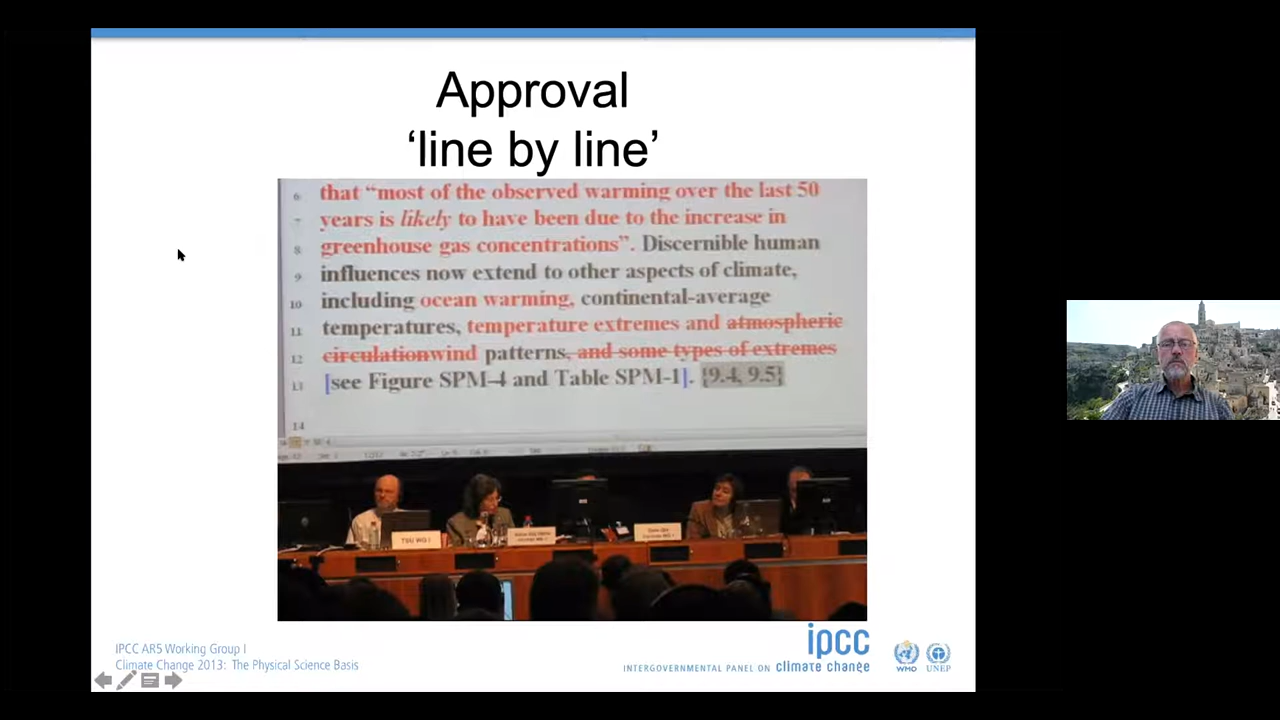 Approval
‘line by line’
6 that “most of the observed warming over the last 50
7 years is likely to have been due to the increase in
8 greenhouse gas concentrations”. Discernible human
9 influences now extend to other aspects of climate,
10 including ocean warming, continental-average
11 temperatures, temperature extremes and atmospheric
12 circulationwind patterns, and some types of extremes
13 [see Figure SPM-4 and Table SPM-1]. {9.4, 9.5}
14
TSU WG I
IPCC AR5 Working Group I
Climate Change 2013: The Physical Science Basis
ipcc
INTERGOVERNMENTAL PANEL ON climate change
WMO
UNEP